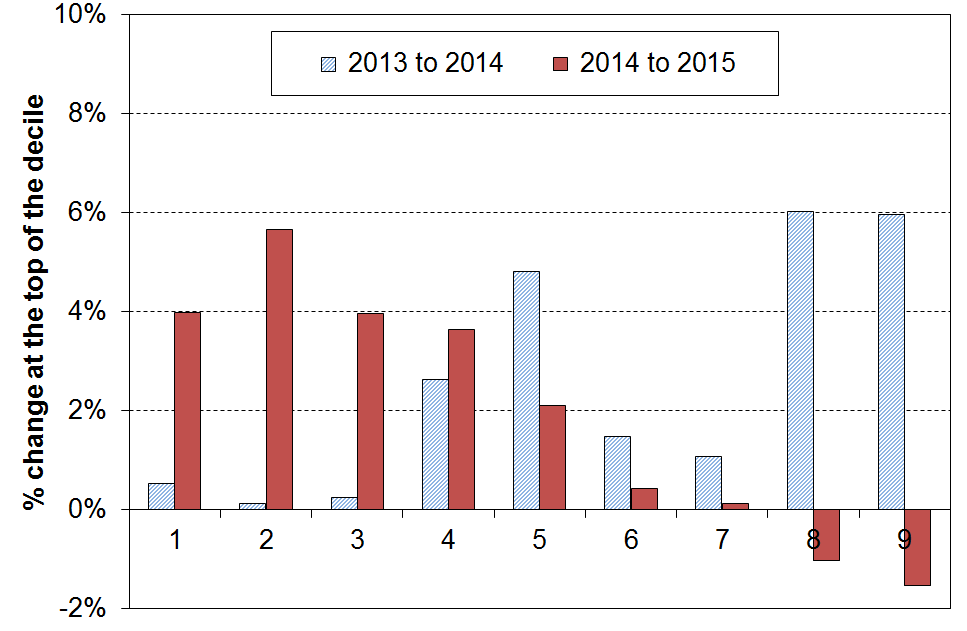 10%
2013 to 2014 2014 to 2015
8%
6%
4%
2%
0%
-2%
% change at the top of the decile
1 2 3 4 5 6 7 8 9